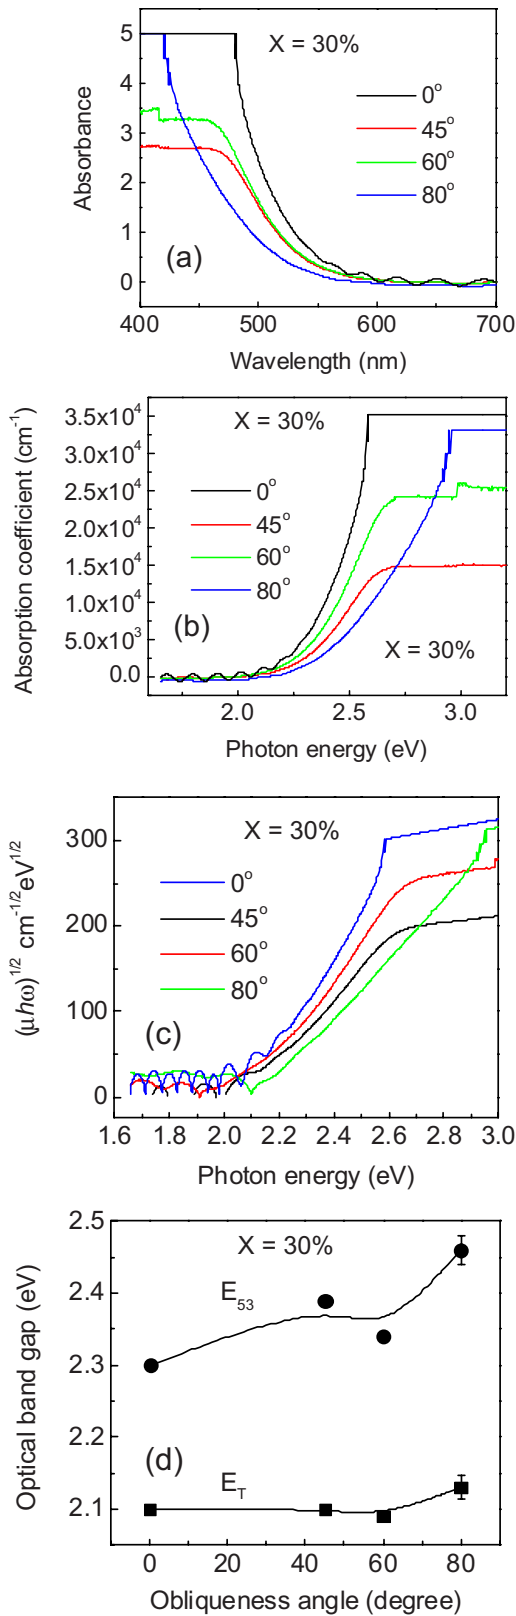 X = 30%
5
4
3
2
1
0
Absorbance
0°
45°
60°
80°
(a)
400 500 600 700
Wavelength (nm)
X = 30%
3.5x10⁴
3.0x10⁴
2.5x10⁴
2.0x10⁴
1.5x10⁴
1.0x10⁴
5.0x10³
0.0
Absorption coefficient (cm⁻¹)
0°
45°
60°
80°
(b)
X = 30%
2.0 2.5 3.0
Photon energy (eV)
X = 30%
300
200
100
0
(μħω)¹/² cm⁻¹/²eV¹/²
0°
45°
60°
80°
(c)
1.6 1.8 2.0 2.2 2.4 2.6 2.8 3.0
Photon energy (eV)
X = 30%
2.5
2.4
2.3
2.2
2.1
Optical band gap (eV)
E₅₃
(d)
E_T
0 20 40 60 80
Obliqueness angle (degree)